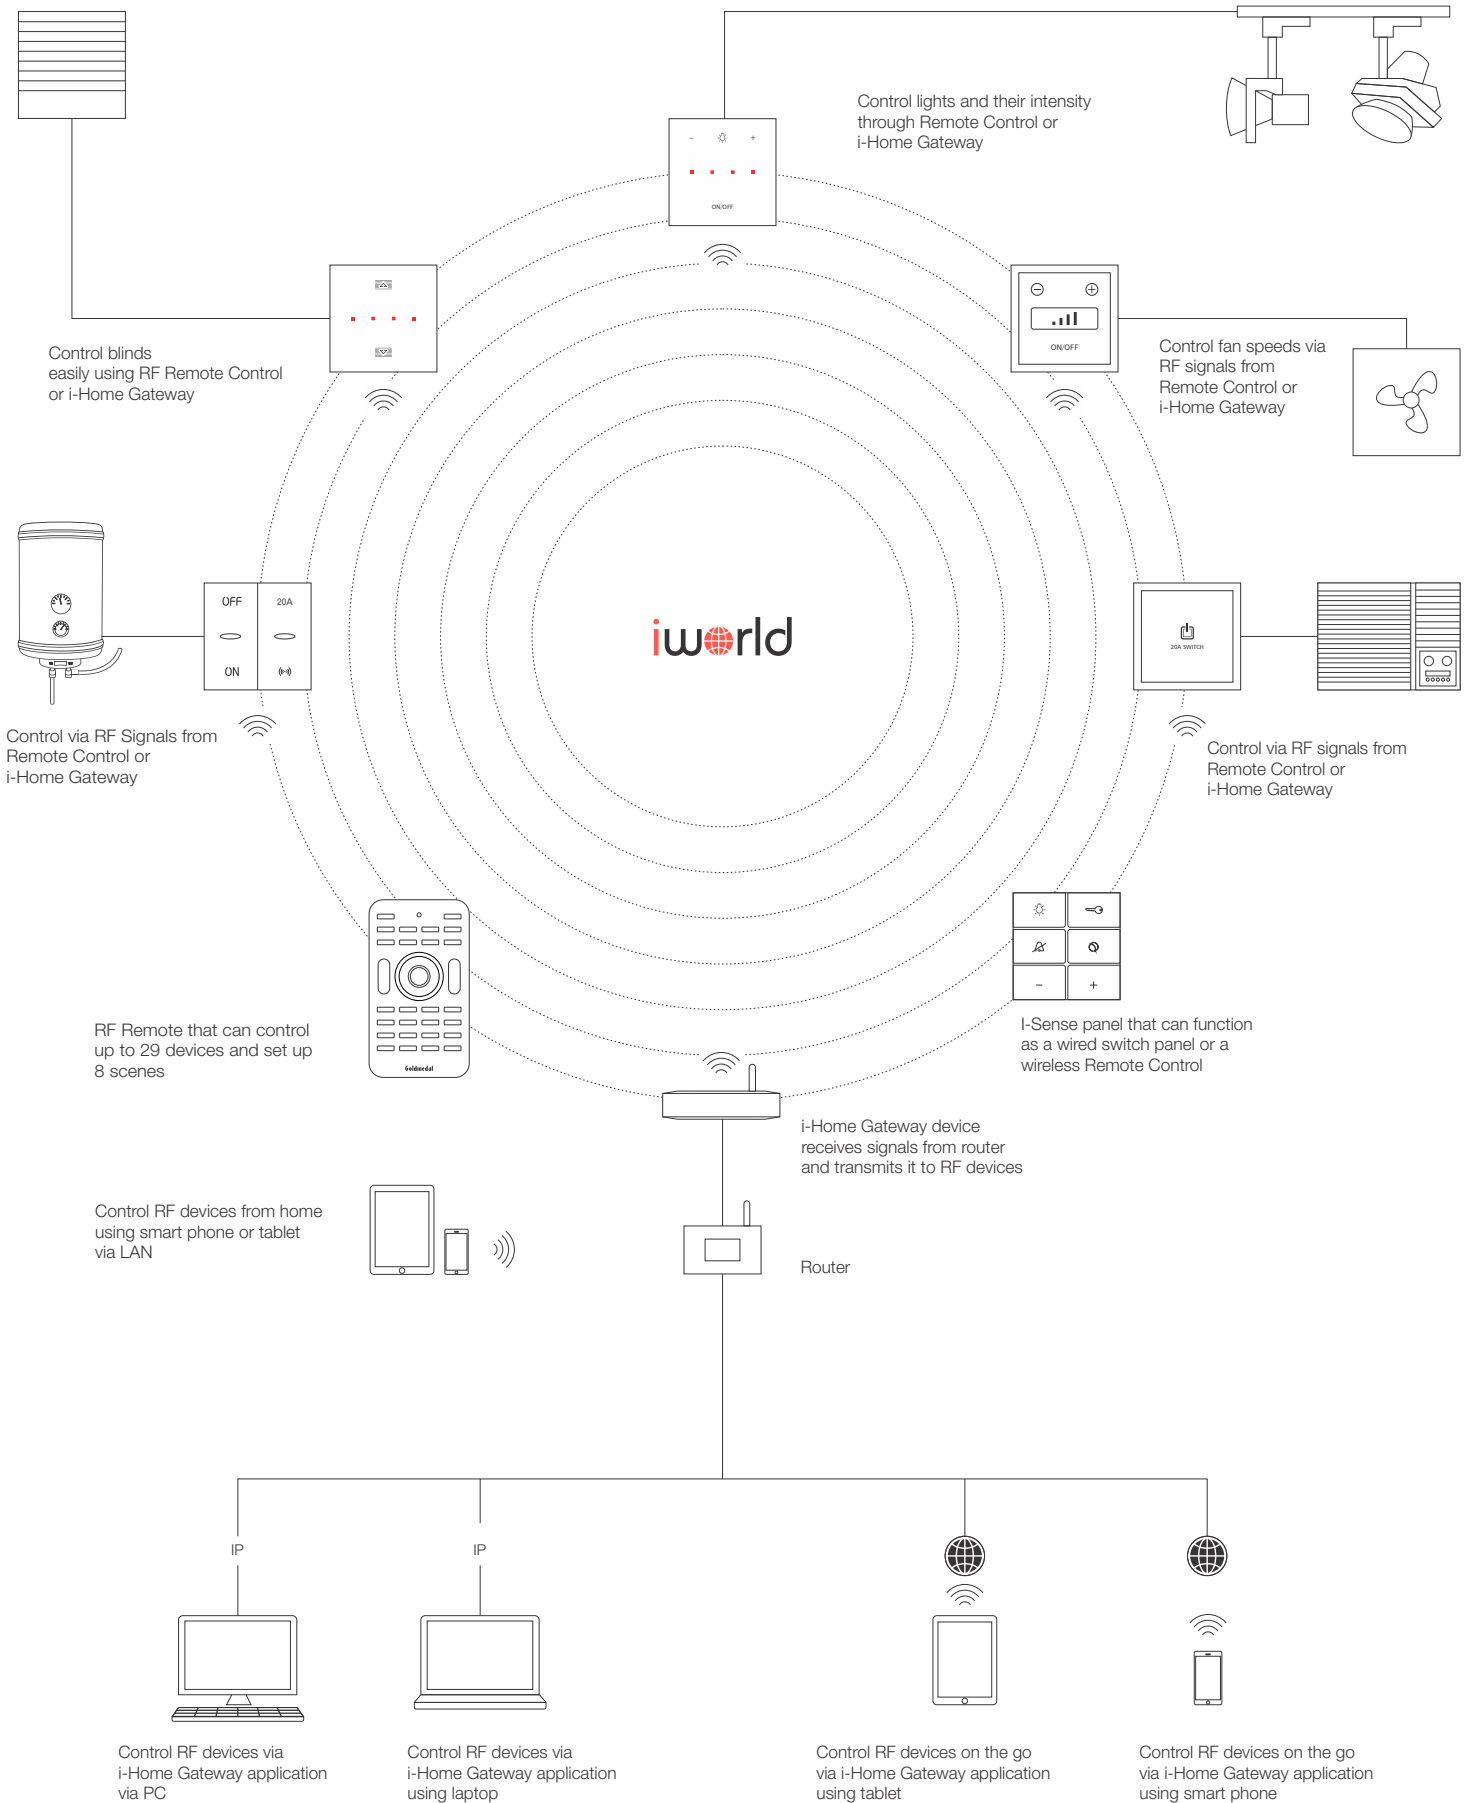 Control lights and their intensity
through Remote Control or
i-Home Gateway
- +
ON/OFF
Control blinds
easily using RF Remote Control
or i-Home Gateway
ON/OFF
Control fan speeds via
RF signals from
Remote Control or
i-Home Gateway
OFF 20A
ON
iworld
20A SWITCH
Control via RF Signals from
Remote Control or
i-Home Gateway
Control via RF signals from
Remote Control or
i-Home Gateway
- +
RF Remote that can control
up to 29 devices and set up
8 scenes
Goldmedal
I-Sense panel that can function
as a wired switch panel or a
wireless Remote Control
i-Home Gateway device
receives signals from router
and transmits it to RF devices
Control RF devices from home
using smart phone or tablet
via LAN
Router
IP
IP
Control RF devices via
i-Home Gateway application
via PC
Control RF devices via
i-Home Gateway application
using laptop
Control RF devices on the go
via i-Home Gateway application
using tablet
Control RF devices on the go
via i-Home Gateway application
using smart phone